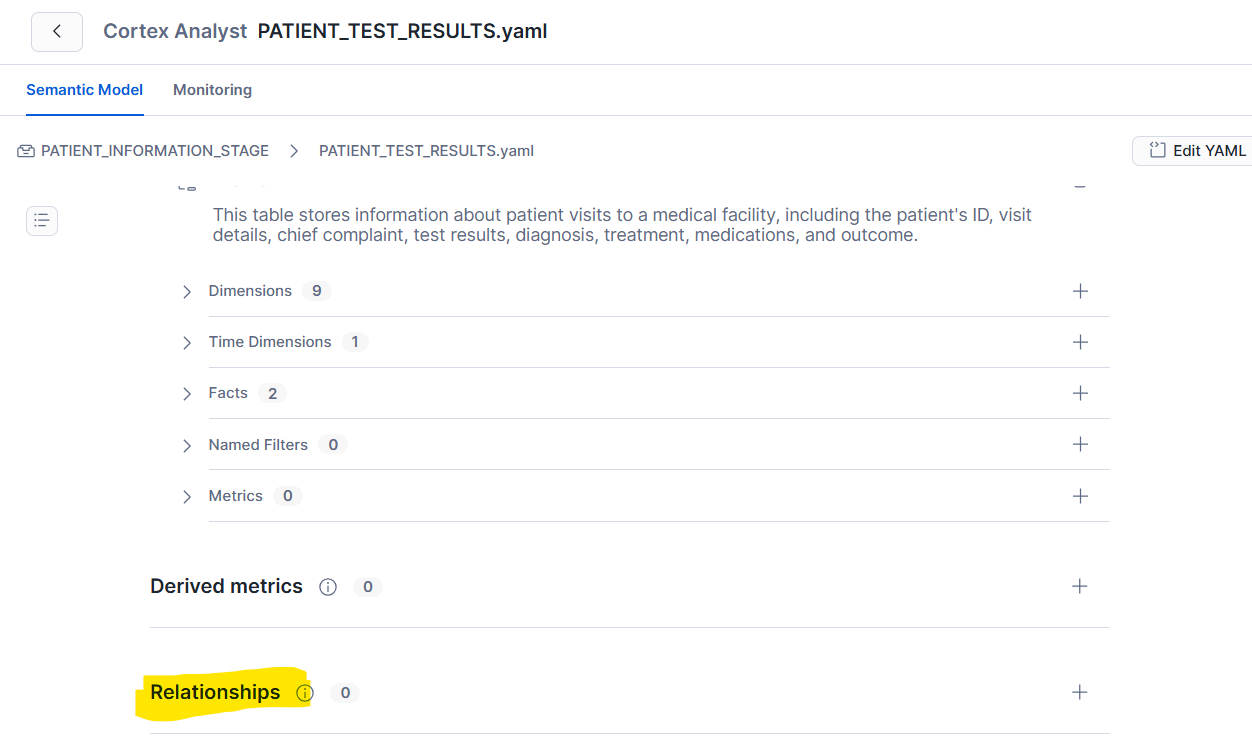 Cortex Analyst PATIENT_TEST_RESULTS.yaml
Semantic Model Monitoring
PATIENT_INFORMATION_STAGE > PATIENT_TEST_RESULTS.yaml
Edit YAML
This table stores information about patient visits to a medical facility, including the patient's ID, visit
details, chief complaint, test results, diagnosis, treatment, medications, and outcome.
Dimensions 9
Time Dimensions 1
Facts 2
Named Filters 0
Metrics 0
Derived metrics 0
Relationships 0